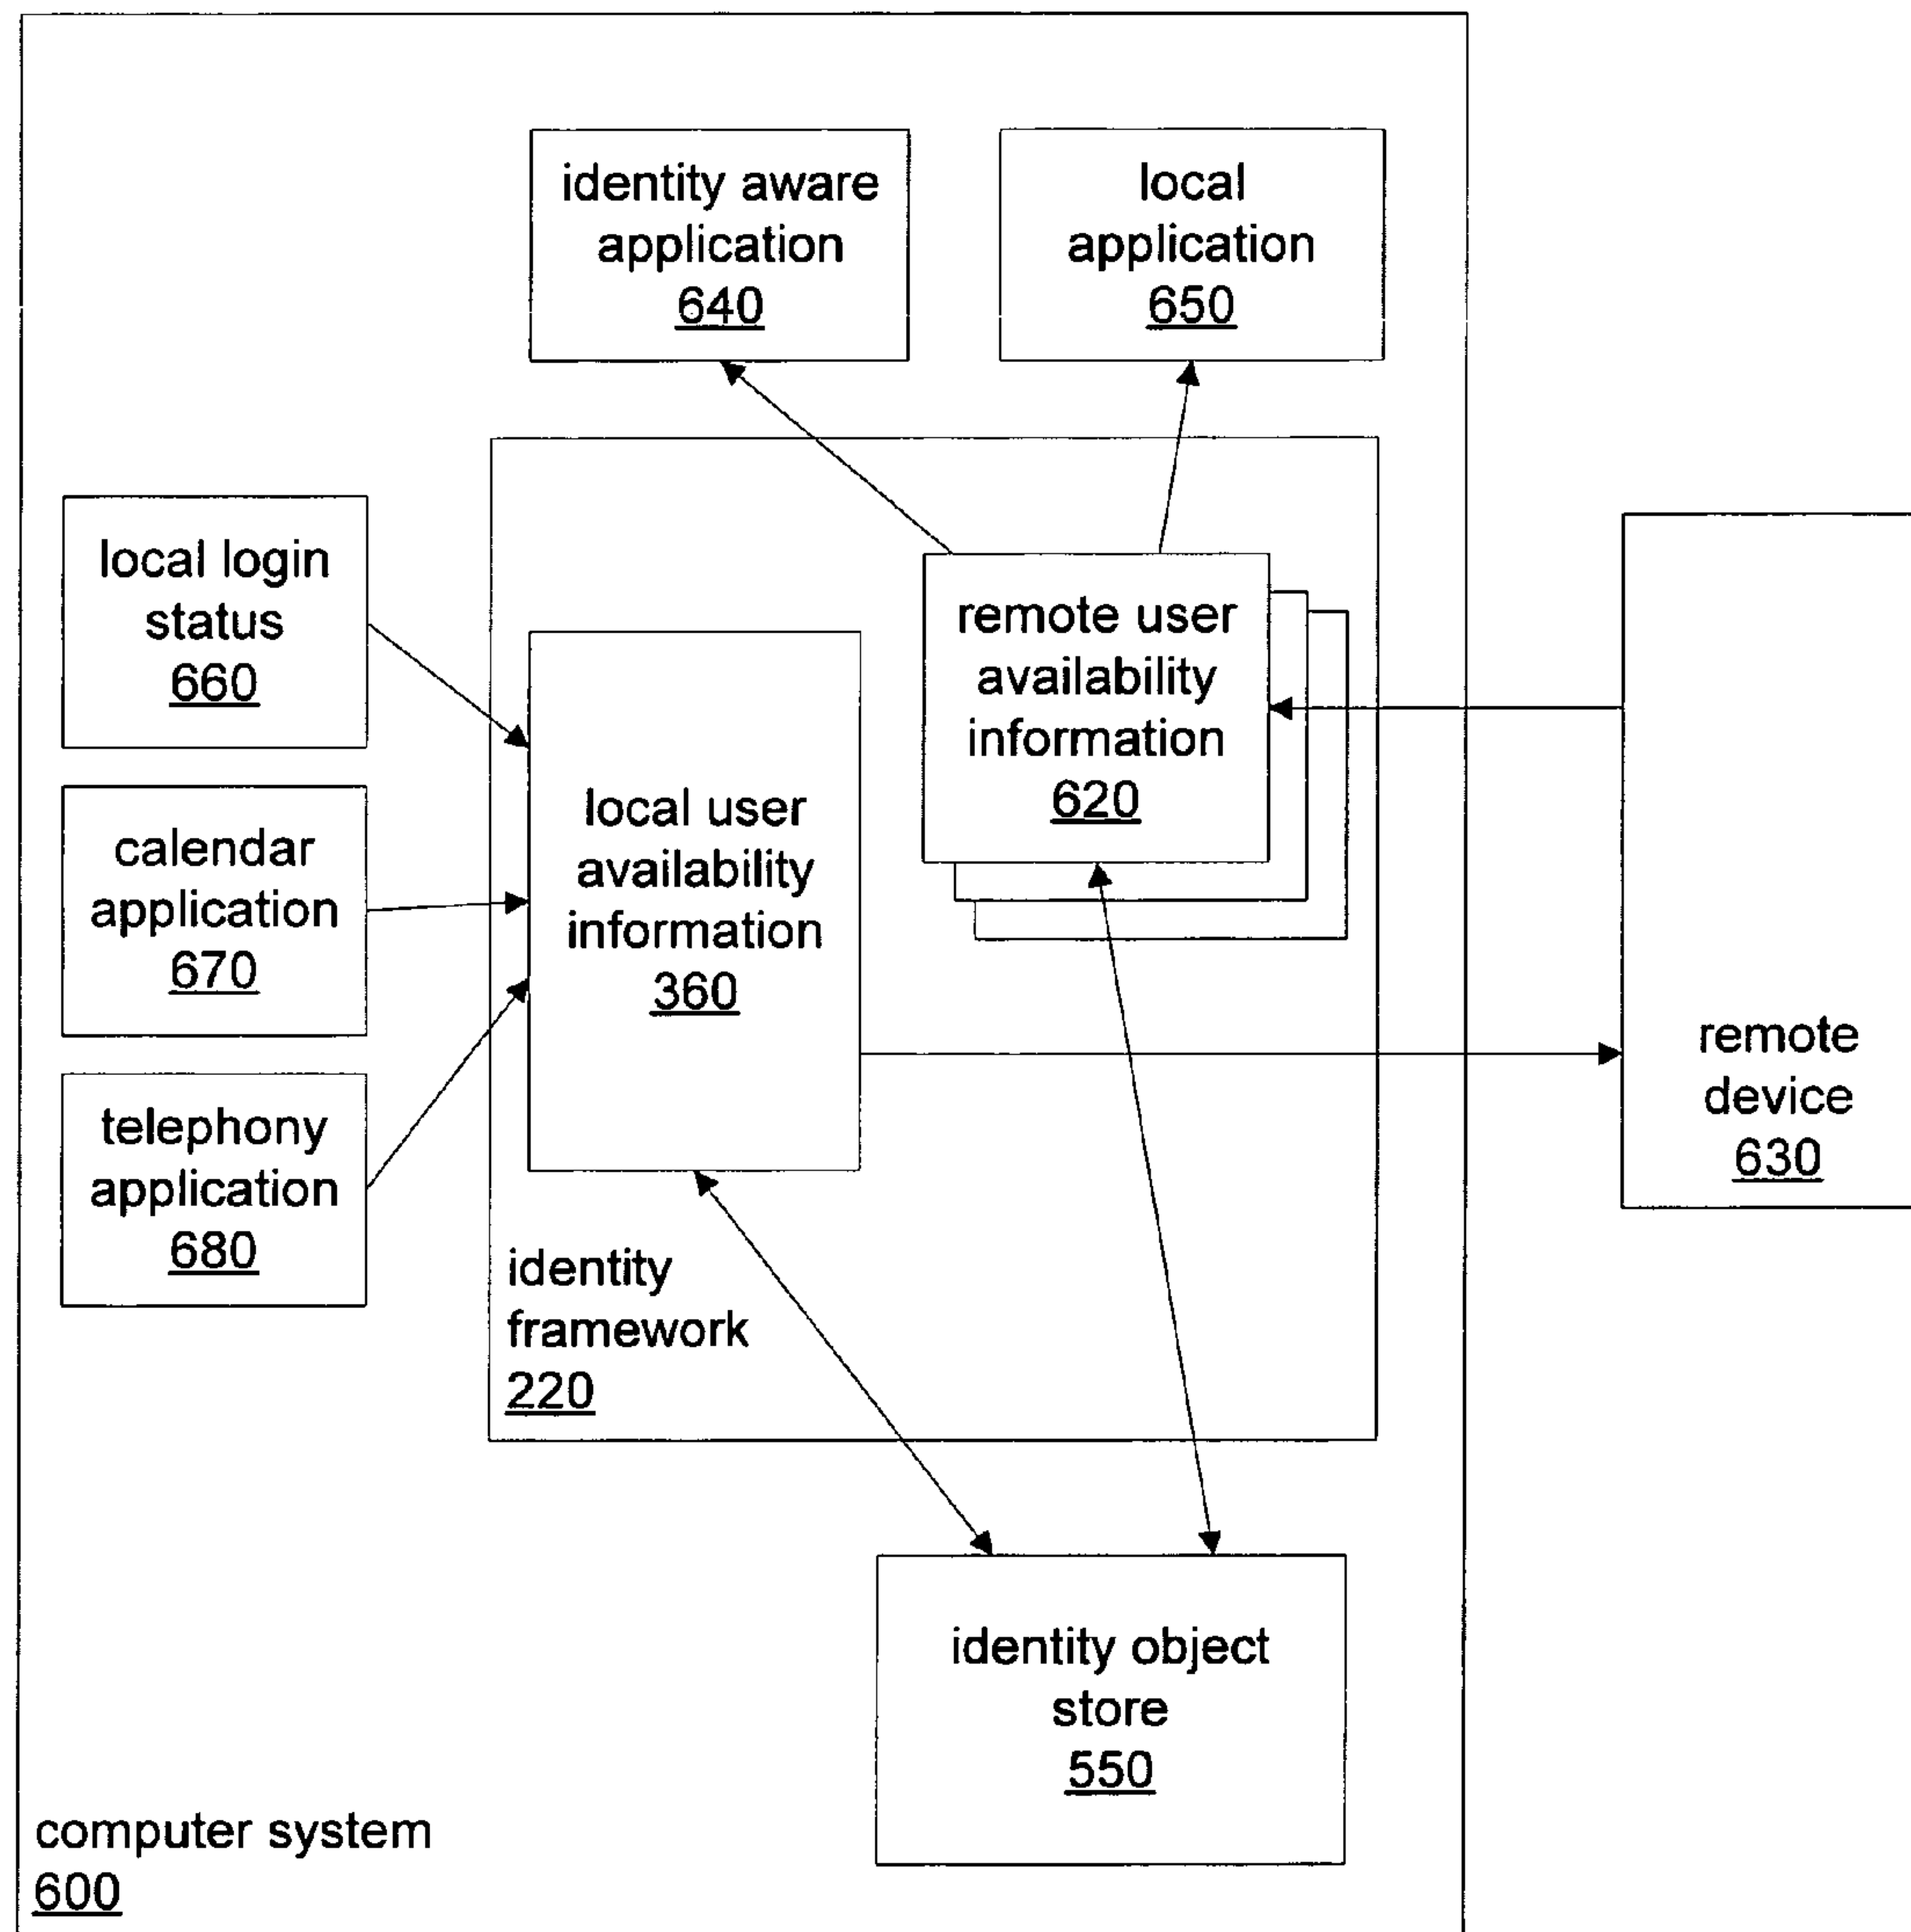 identity aware
application
640
local
application
650
local login
status
660
remote user
availability
information
620
calendar
application
670
local user
availability
information
360
telephony
application
680
remote
device
630
identity
framework
220
identity object
store
550
computer system
600